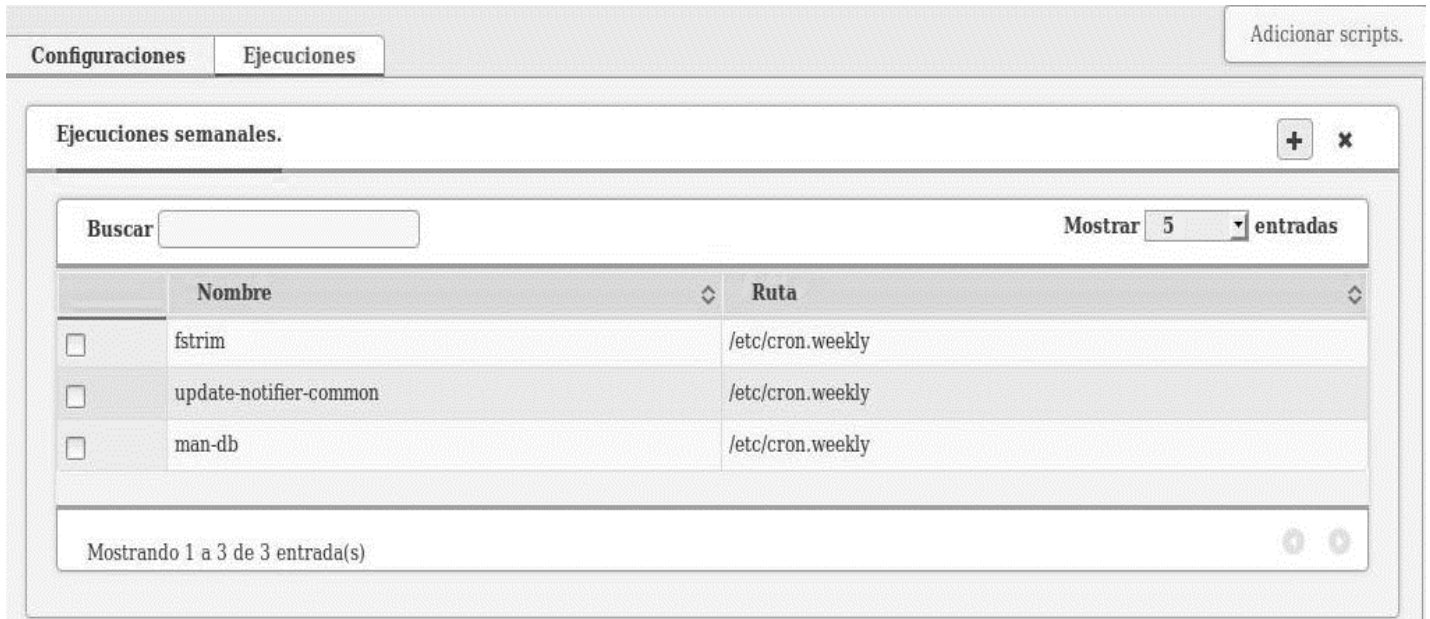 Adicionar scripts.
Configuraciones Ejecuciones
Ejecuciones semanales.
Buscar Mostrar 5 entradas
Nombre Ruta
fstrim /etc/cron.weekly
update-notifier-common /etc/cron.weekly
man-db /etc/cron.weekly
Mostrando 1 a 3 de 3 entrada(s)